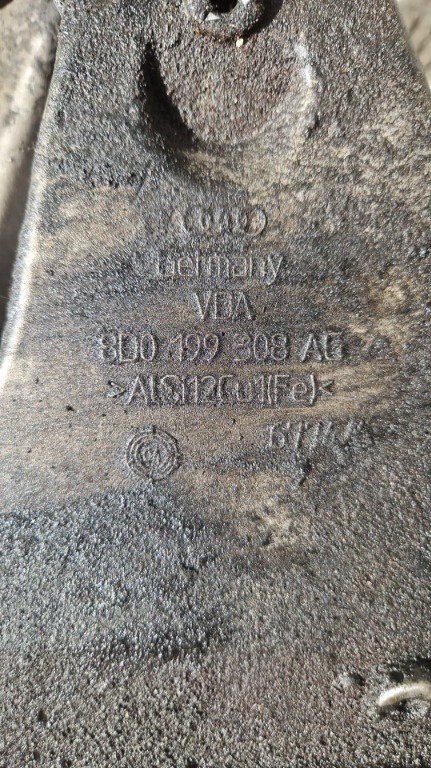 Germany
VDA
8D0 199 308 AG
>AlSi12Cu1(Fe)<